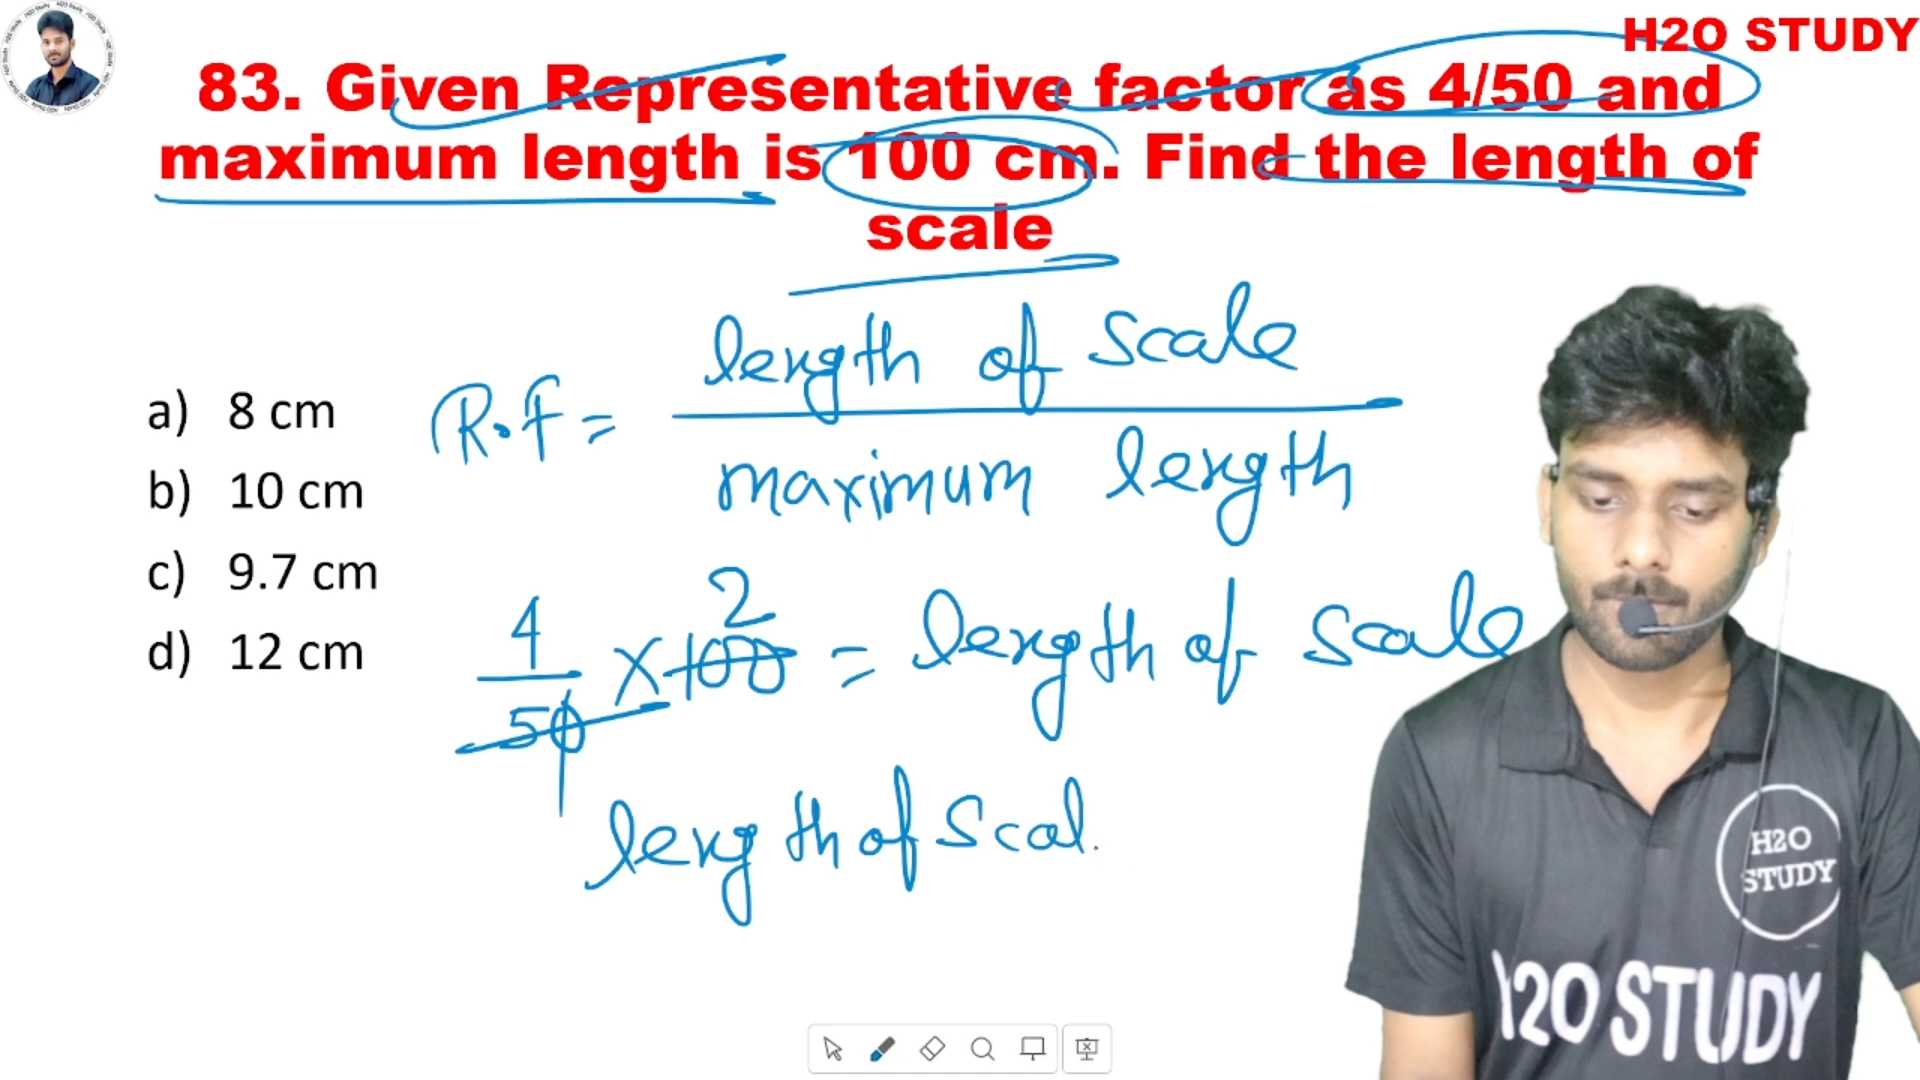 H2O STUDY
83. Given Representative factor as 4/50 and
maximum length is 100 cm. Find the length of
scale
a) 8 cm
b) 10 cm
c) 9.7 cm
d) 12 cm
R.f = length of scale
maximum length
4 2
50 × 100 = length of scale
length of scal.
H2O
STUDY
H2O STUDY